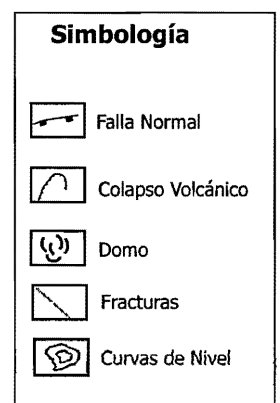 Simbología
Falla Normal
Colapso Volcánico
Domo
Fracturas
Curvas de Nivel